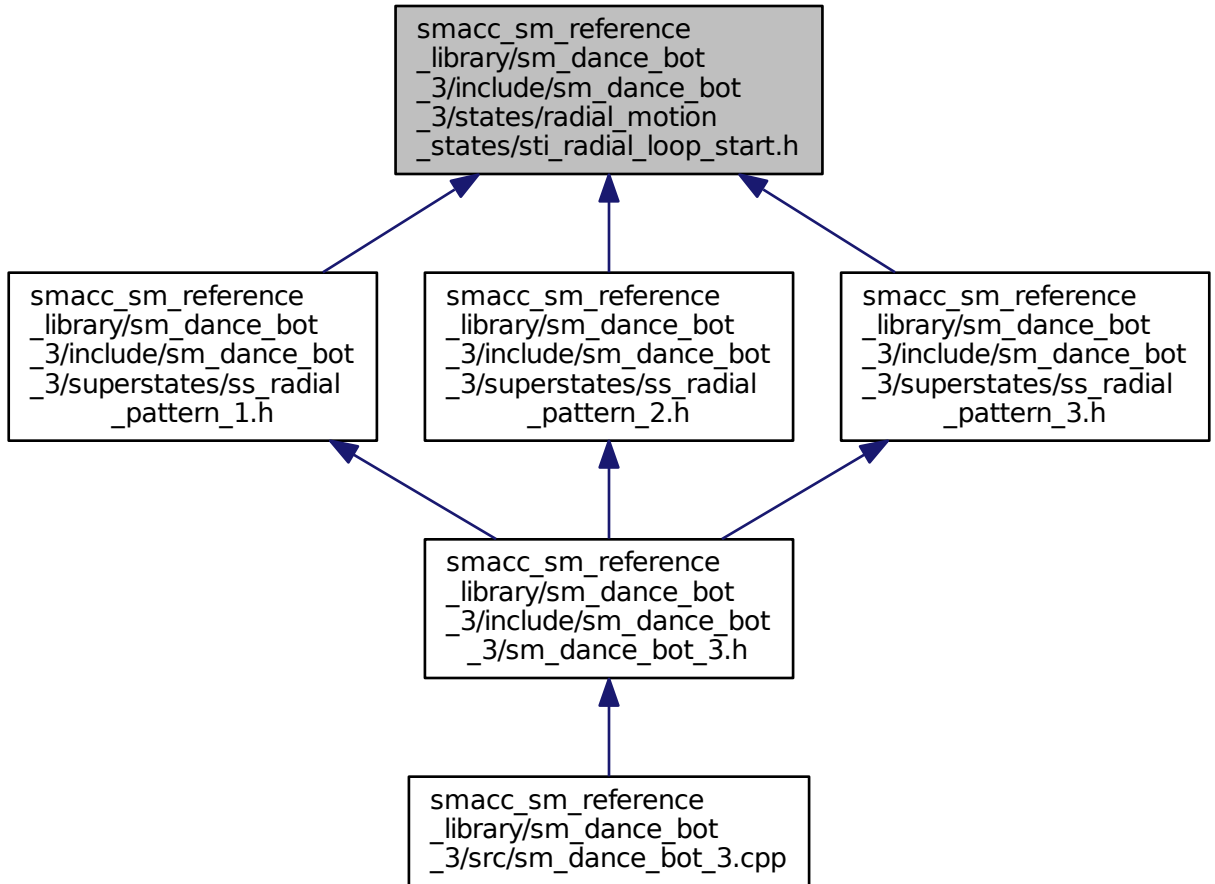 smacc_sm_reference
_library/sm_dance_bot
_3/include/sm_dance_bot
_3/states/radial_motion
_states/sti_radial_loop_start.h
smacc_sm_reference
_library/sm_dance_bot
_3/include/sm_dance_bot
_3/superstates/ss_radial
_pattern_1.h
smacc_sm_reference
_library/sm_dance_bot
_3/include/sm_dance_bot
_3/superstates/ss_radial
_pattern_2.h
smacc_sm_reference
_library/sm_dance_bot
_3/include/sm_dance_bot
_3/superstates/ss_radial
_pattern_3.h
smacc_sm_reference
_library/sm_dance_bot
_3/include/sm_dance_bot
_3/sm_dance_bot_3.h
smacc_sm_reference
_library/sm_dance_bot
_3/src/sm_dance_bot_3.cpp